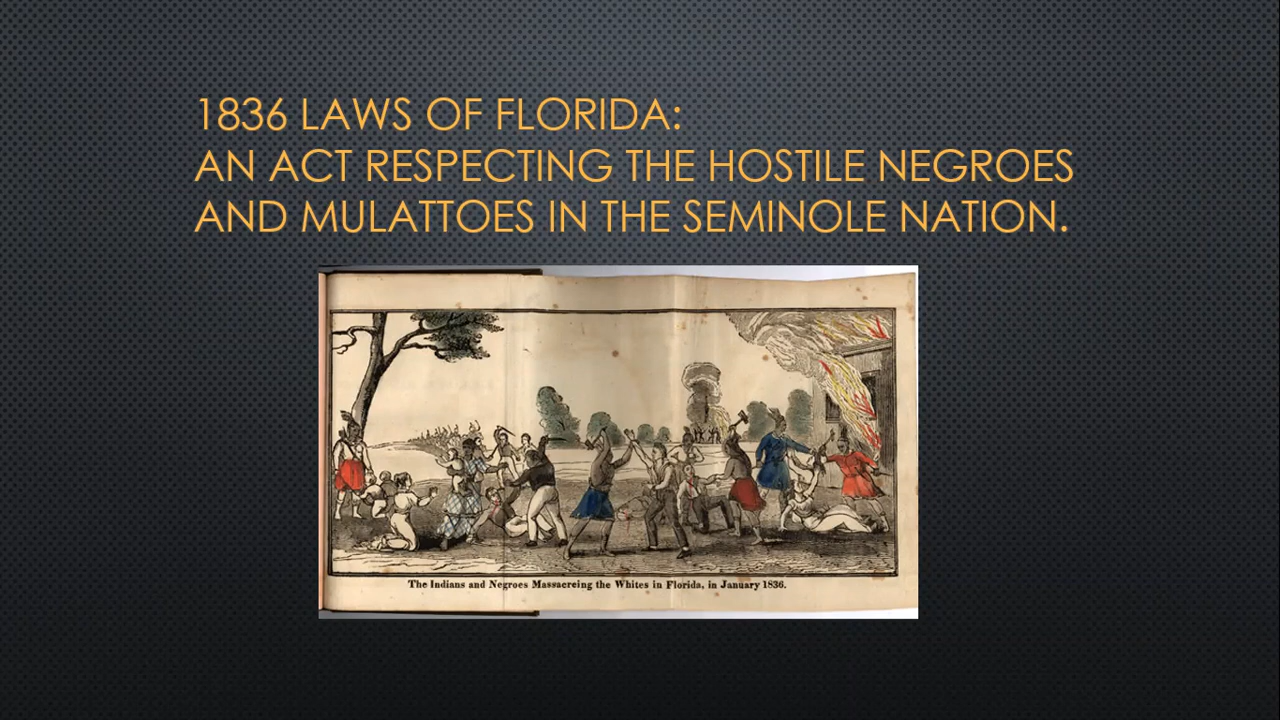 1836 LAWS OF FLORIDA:
AN ACT RESPECTING THE HOSTILE NEGROES
AND MULATTOES IN THE SEMINOLE NATION.
The Indians and Negroes Massacreing the Whites in Florida, in January 1836.